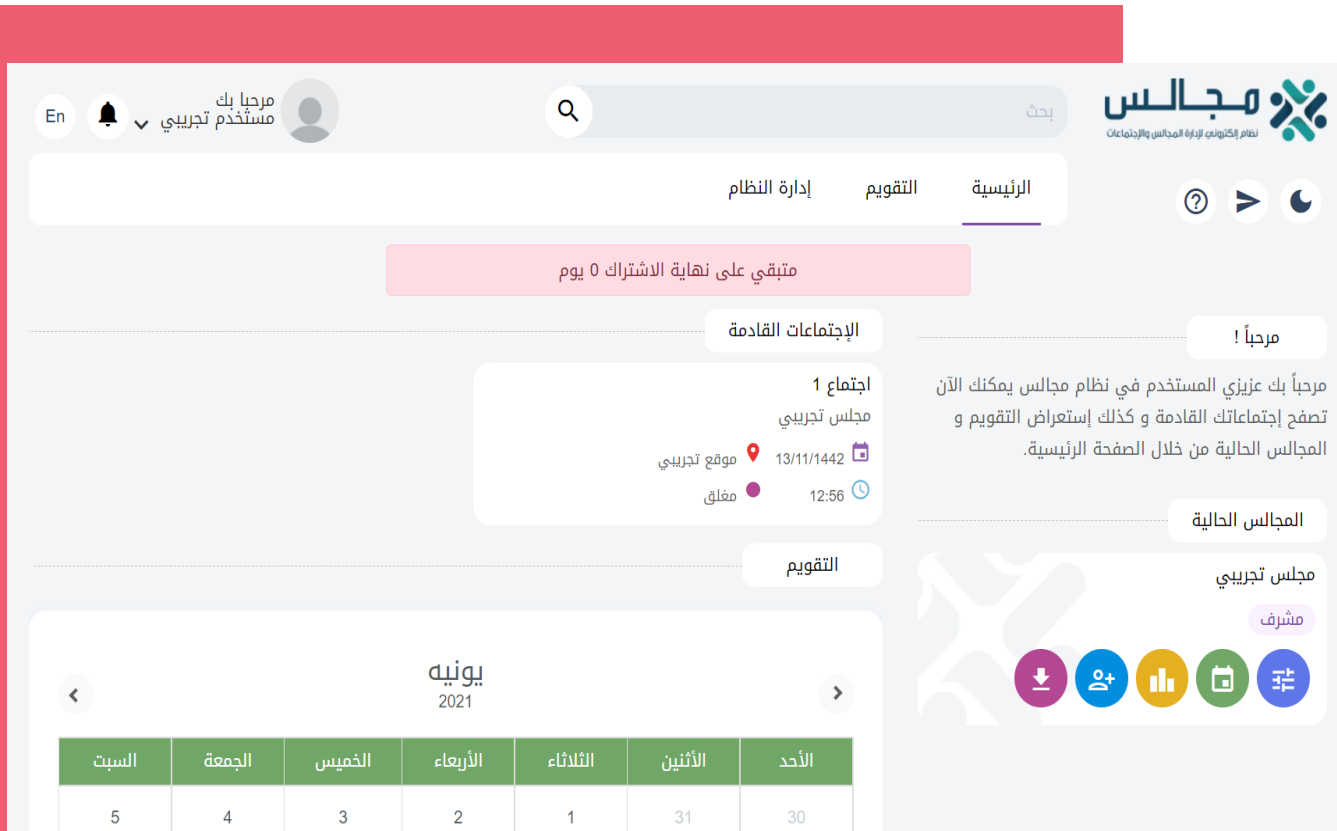 مجالس
نظام إلكتروني لإدارة المجالس والإجتماعات
بحث
مرحبا بك
مستخدم تجريبي
En
الرئيسية
التقويم
إدارة النظام
متبقي على نهاية الاشتراك 0 يوم
مرحباً !
مرحباً بك عزيزي المستخدم في نظام مجالس يمكنك الآن
تصفح إجتماعاتك القادمة و كذلك إستعراض التقويم و
المجالس الحالية من خلال الصفحة الرئيسية.
المجالس الحالية
مجلس تجريبي
مشرف
الإجتماعات القادمة
اجتماع 1
مجلس تجريبي
13/11/1442 موقع تجريبي
12:56 مغلق
التقويم
يونيه
2021
الأحد الأثنين الثلاثاء الأربعاء الخميس الجمعة السبت
30 31 1 2 3 4 5